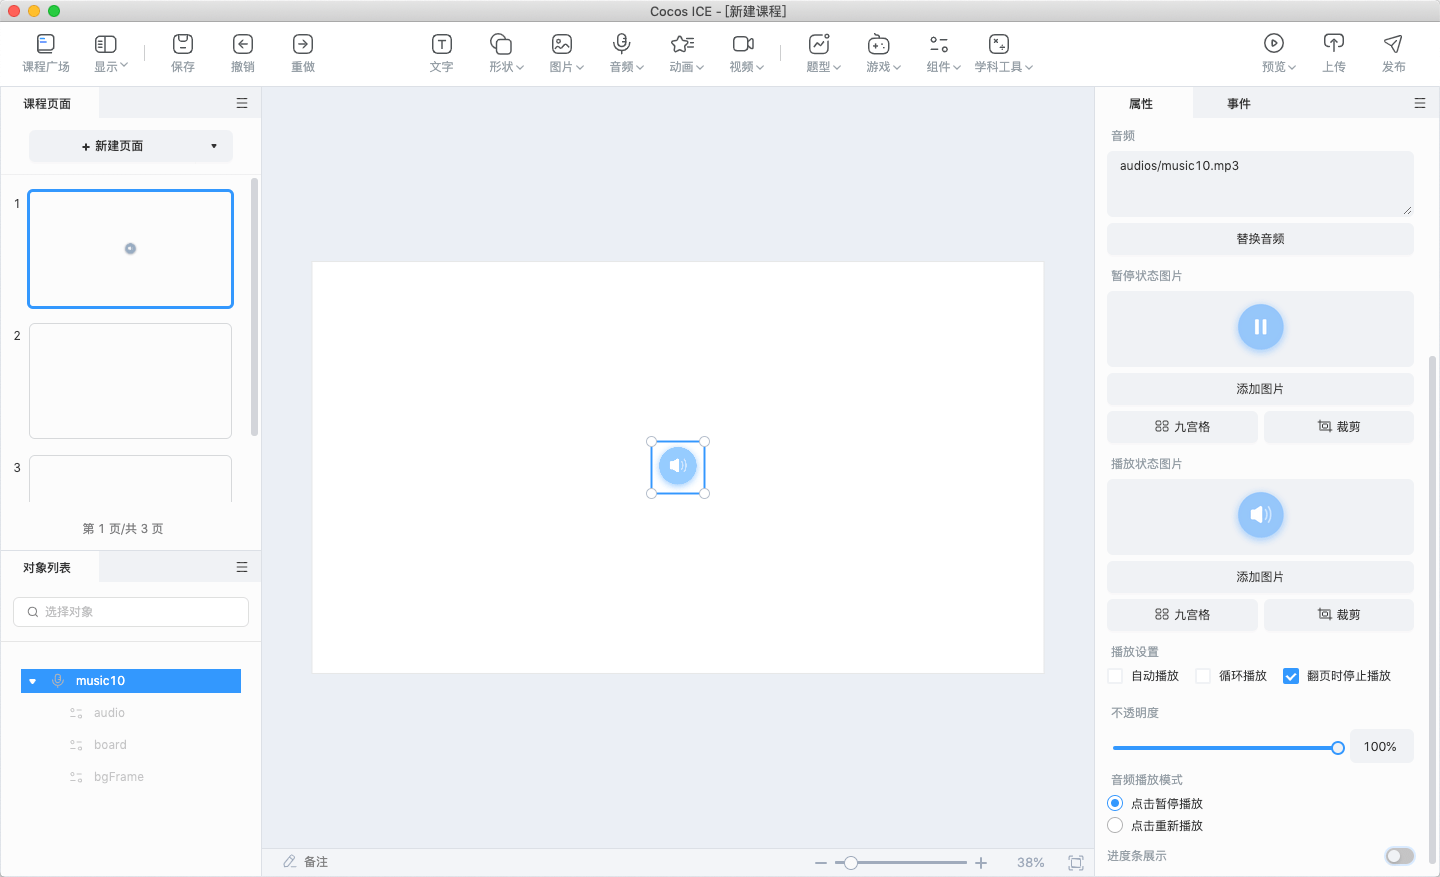 Cocos ICE - [新建课程]
课程广场 显示 保存 撤销 重做 文字 形状 图片 音频 动画 视频 题型 游戏 组件 学科工具 预览 上传 发布
课程页面
+ 新建页面
1
2
3
第 1 页/共 3 页
对象列表
选择对象
music10
audio
board
bgFrame
备注
38%
属性 事件
音频
audios/music10.mp3
替换音频
暂停状态图片
添加图片
九宫格 裁剪
播放状态图片
添加图片
九宫格 裁剪
播放设置
自动播放 循环播放 翻页时停止播放
不透明度
100%
音频播放模式
点击暂停播放
点击重新播放
进度条展示